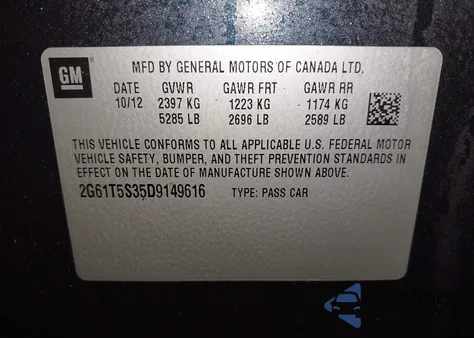 GM
MFD BY GENERAL MOTORS OF CANADA LTD.
DATE GVWR GAWR FRT GAWR RR
10/12 2397 KG 1223 KG 1174 KG
5285 LB 2696 LB 2589 LB
THIS VEHICLE CONFORMS TO ALL APPLICABLE U.S. FEDERAL MOTOR
VEHICLE SAFETY, BUMPER, AND THEFT PREVENTION STANDARDS IN
EFFECT ON THE DATE OF MANUFACTURE SHOWN ABOVE.
2G61T5S35D9149616 TYPE: PASS CAR